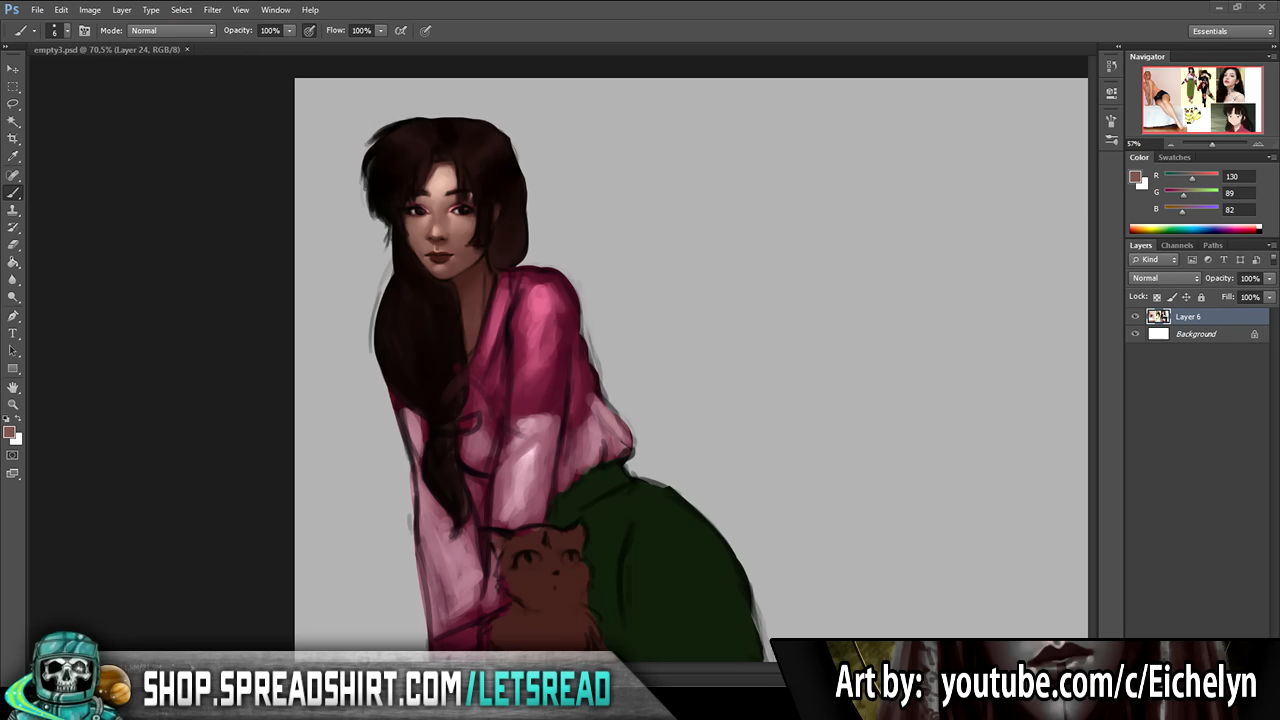 Ps File Edit Image Layer Type Select Filter View Window Help
6 Mode: Normal Opacity: 100% Flow: 100% Essentials
empty3.psd @ 70,5% (Layer 24, RGB/8) ×
Navigator
57%
Color Swatches
R 130
G 89
B 82
Layers Channels Paths
Kind
Normal Opacity: 100%
Lock: Fill: 100%
Layer 6
Background
SHOP.SPREADSHIRT.COM/LETSREAD
Art by: youtube.com/c/Eichelyn